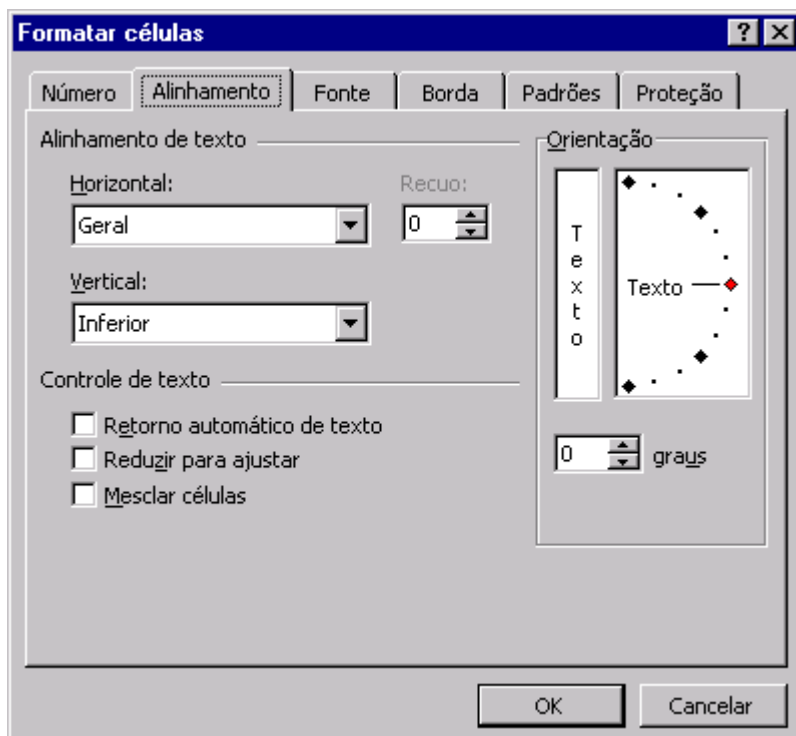 Formatar células
Número Alinhamento Fonte Borda Padrões Proteção
Alinhamento de texto
Horizontal: Recuo:
Geral 0
Vertical:
Inferior
Controle de texto
Retorno automático de texto
Reduzir para ajustar
Mesclar células
Orientação
Texto
Texto
0 graus
OK Cancelar